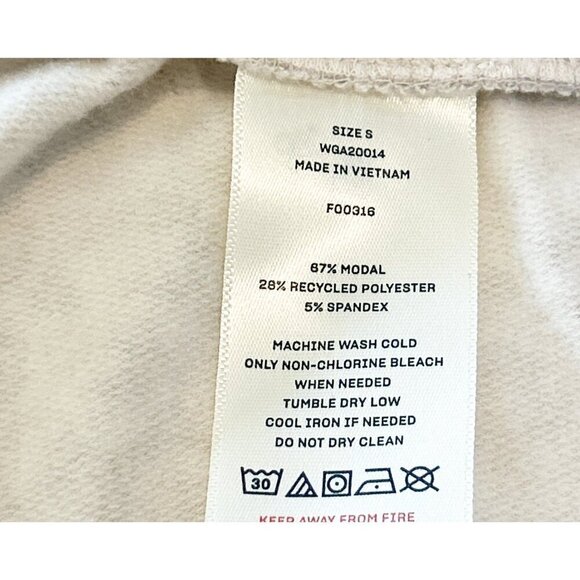 SIZE S
WGA20014
MADE IN VIETNAM
F00316
67% MODAL
28% RECYCLED POLYESTER
5% SPANDEX
MACHINE WASH COLD
ONLY NON-CHLORINE BLEACH
WHEN NEEDED
TUMBLE DRY LOW
COOL IRON IF NEEDED
DO NOT DRY CLEAN
30
KEEP AWAY FROM FIRE